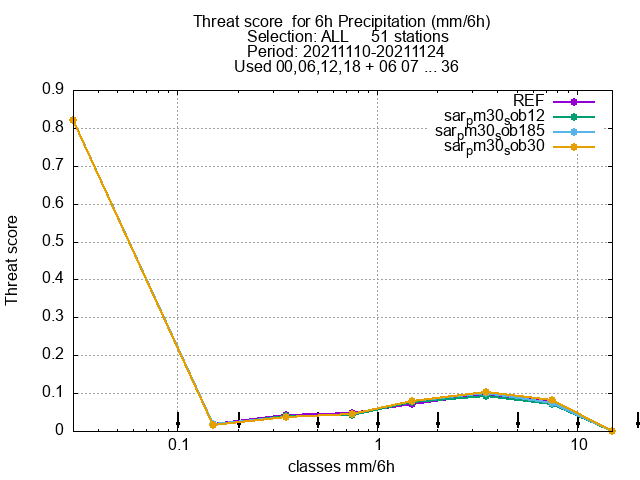 Threat score for 6h Precipitation (mm/6h)
Selection: ALL 51 stations
Period: 20211110-20211124
Used 00,06,12,18 + 06 07 ... 36
0.9
0.8
0.7
0.6
0.5
0.4
0.3
0.2
0.1
0
Threat score
REF
sarpm30sob12
sarpm30sob185
sarpm30sob30
0.1 1 10
classes mm/6h